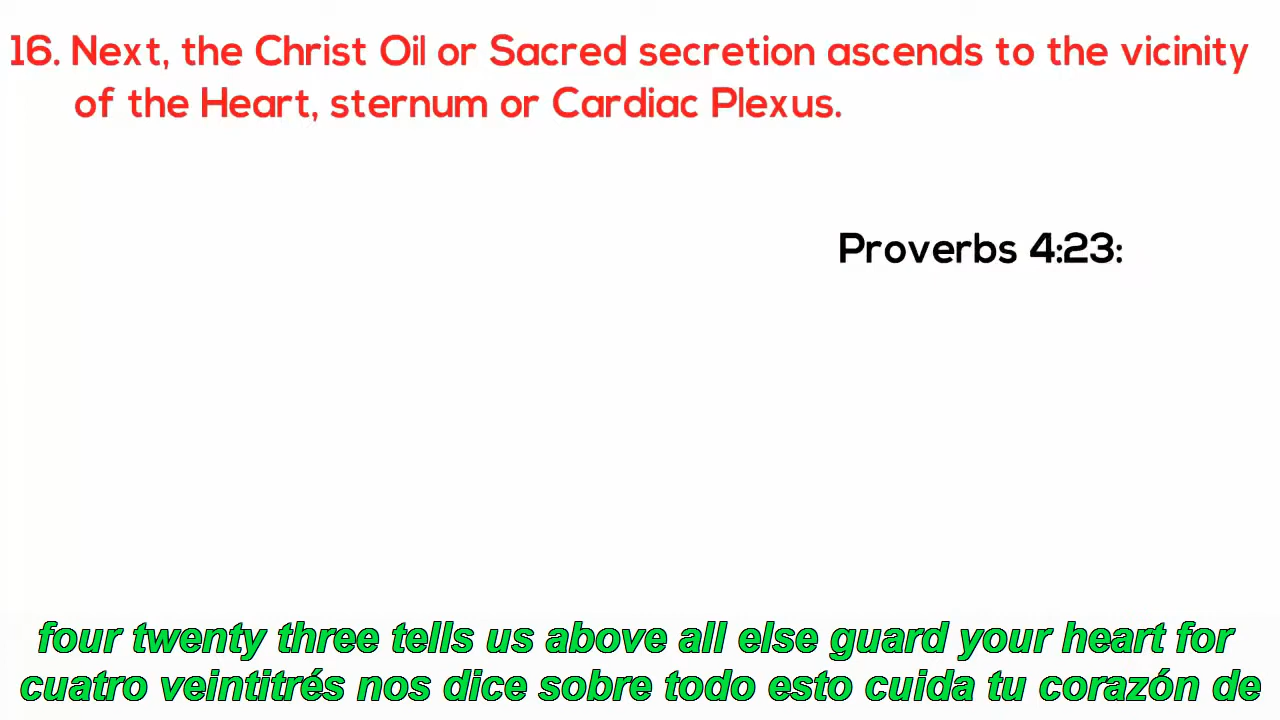 16. Next, the Christ Oil or Sacred secretion ascends to the vicinity
of the Heart, sternum or Cardiac Plexus.
Proverbs 4:23:
four twenty three tells us above all else guard your heart for
cuatro veintitrés nos dice sobre todo esto cuida tu corazón de